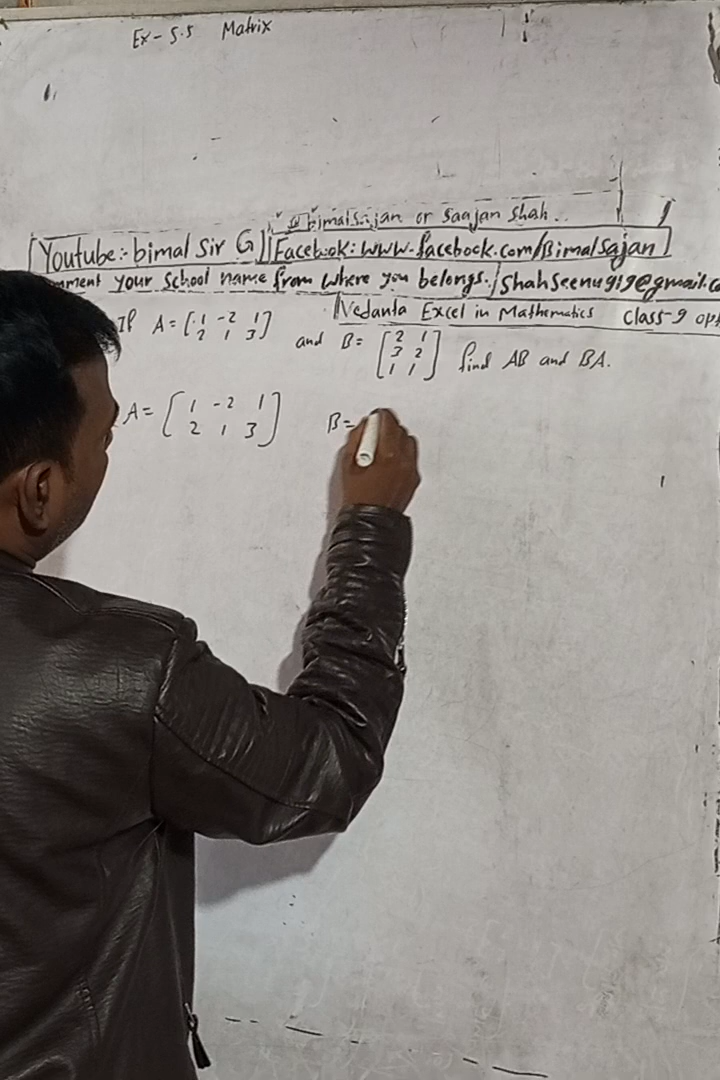 Ex-5.5 Matrix
@bimalsajan or Saajan Shah..
Youtube:- bimal Sir G Facebook: www.facebook.com/Bimalsajan
your School name from where you belongs. / Shahseenu919@gmail.co
Vedanta Excel in Mathematics Class-9 opt
If A = [1 -2 1
2 1 3]
and B = [2 1
3 2
1 1] find AB and BA.
A = [1 -2 1
2 1 3]
B =